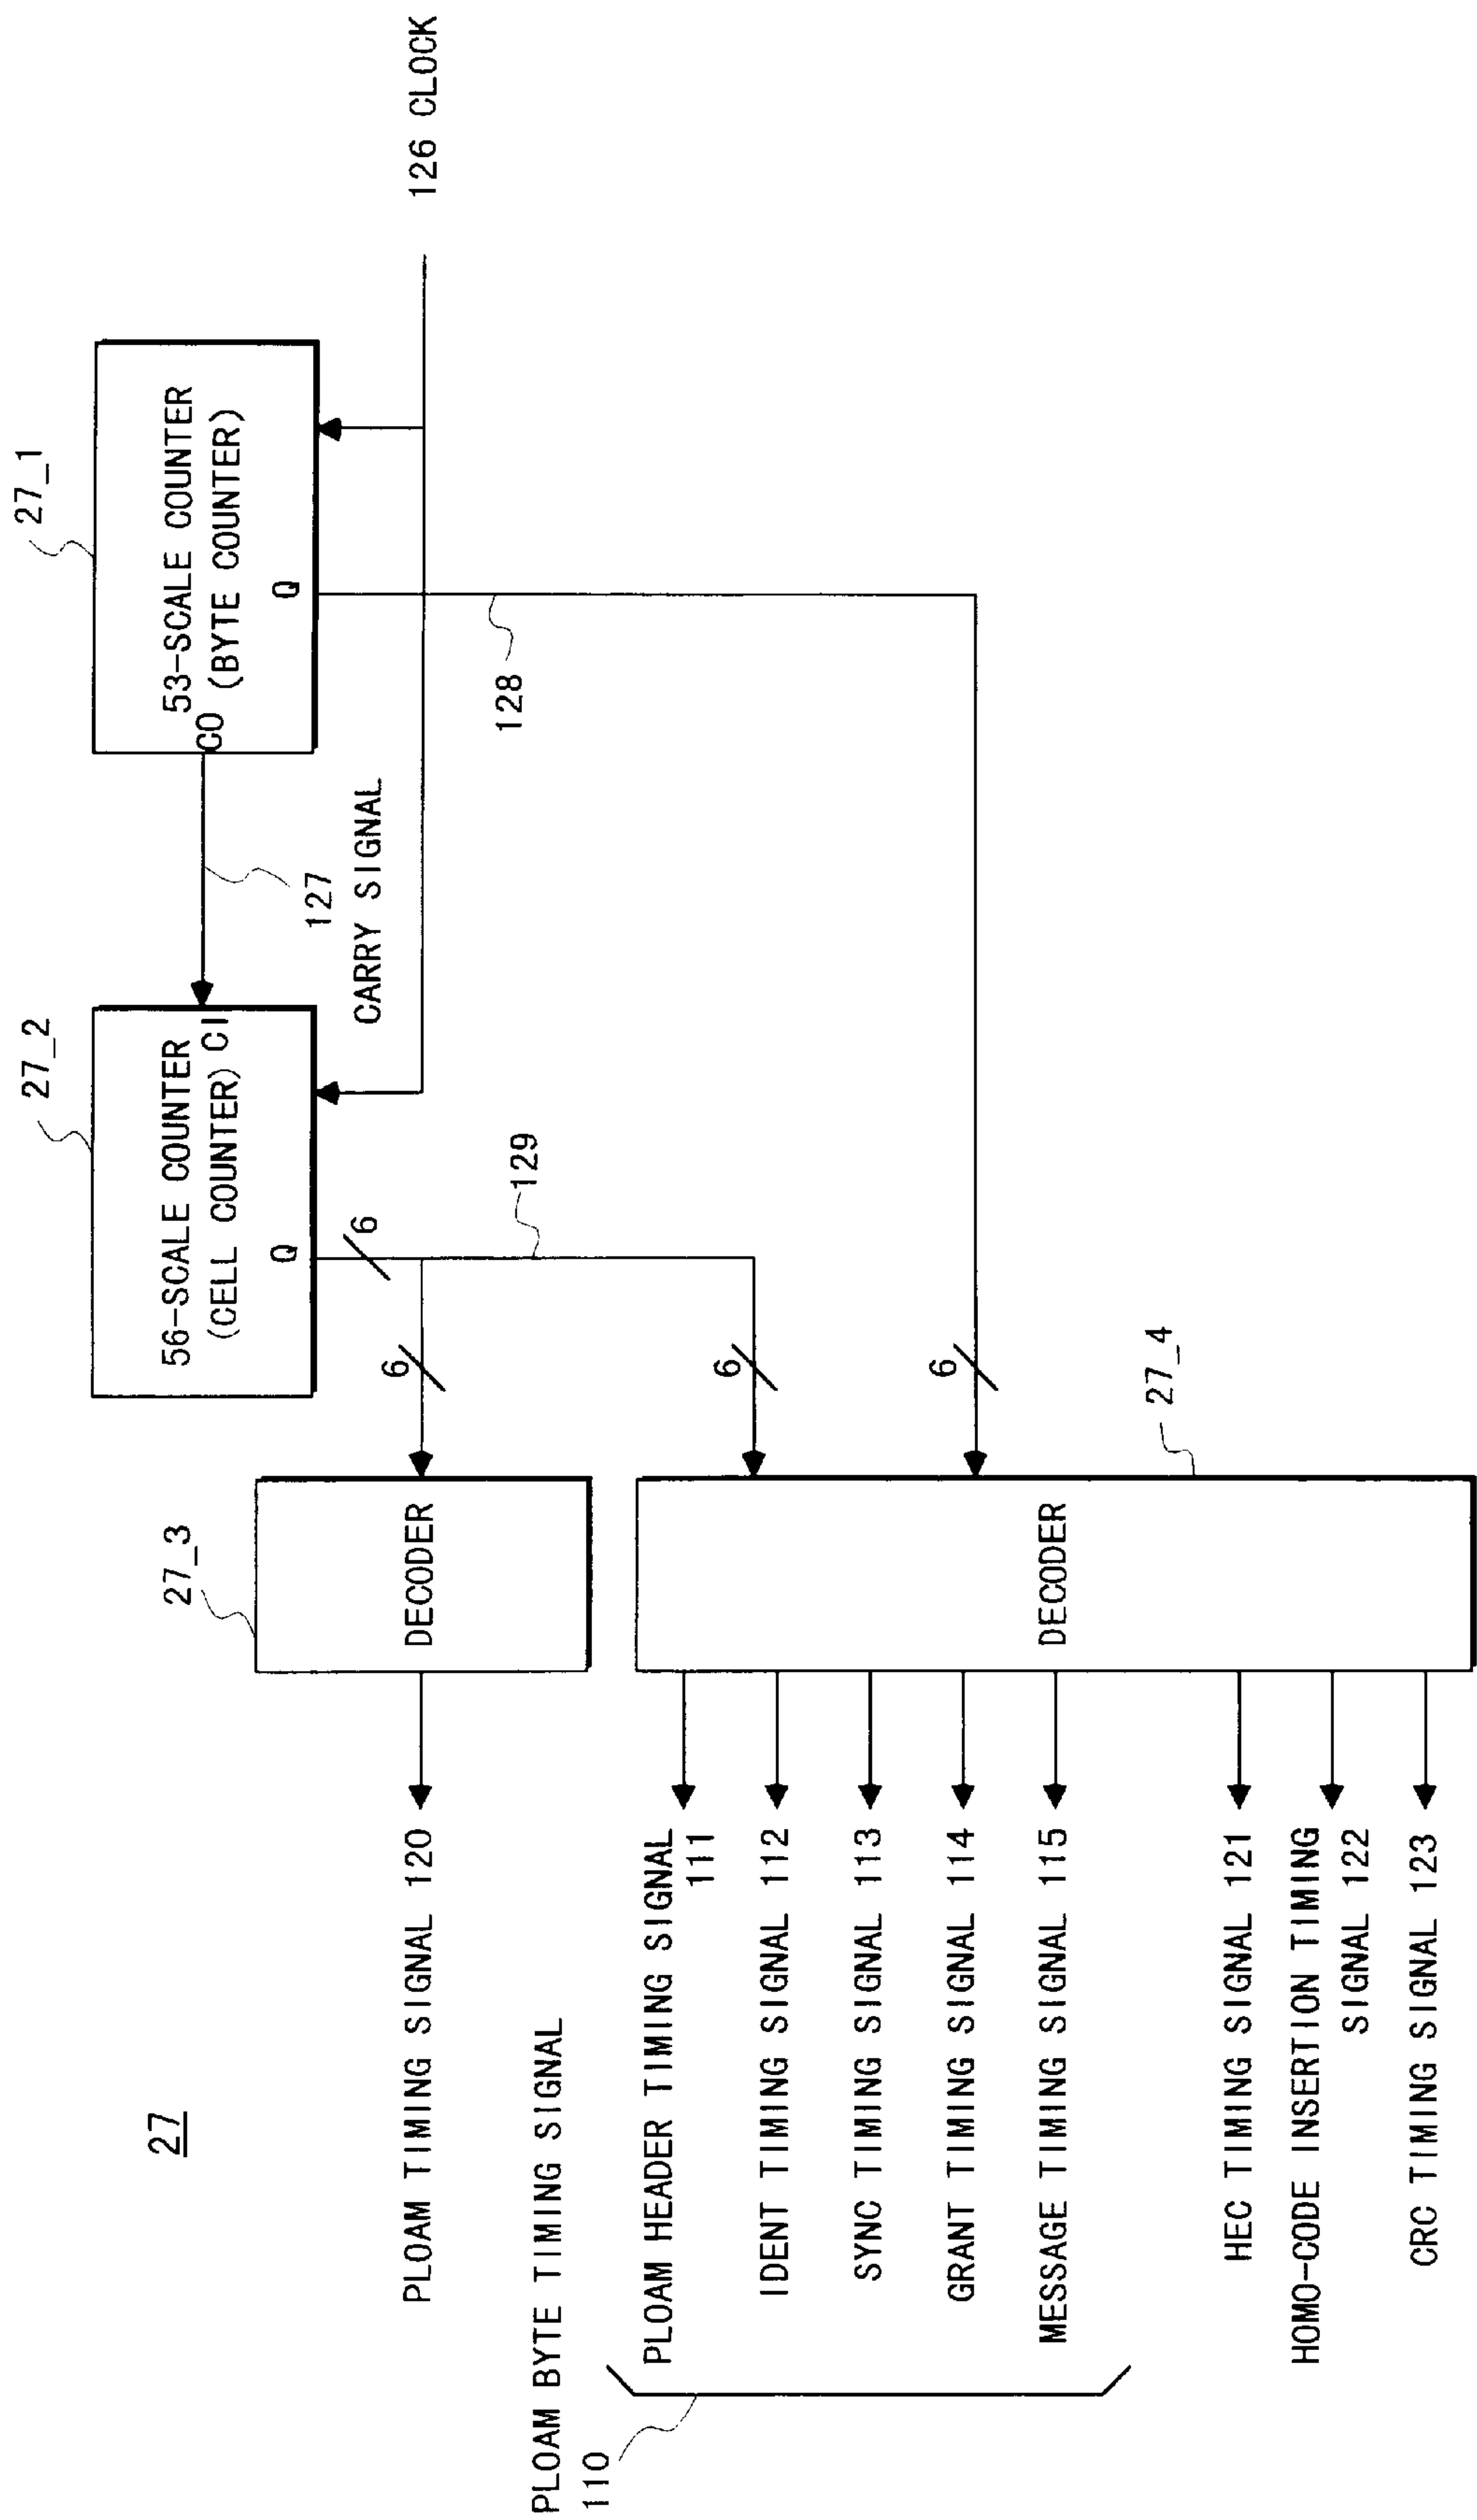 27
27_1
53-SCALE COUNTER
(BYTE COUNTER)
CO
Q
126 CLOCK
127
CARRY SIGNAL
128
27_2
56-SCALE COUNTER
(CELL COUNTER) CI
Q
6
129
6
6
6
27_3
DECODER
27_4
DECODER
PLOAM TIMING SIGNAL 120
PLOAM BYTE TIMING SIGNAL
110
PLOAM HEADER TIMING SIGNAL
111
IDENT TIMING SIGNAL 112
SYNC TIMING SIGNAL 113
GRANT TIMING SIGNAL 114
MESSAGE TIMING SIGNAL 115
HEC TIMING SIGNAL 121
HOMO-CODE INSERTION TIMING
SIGNAL 122
CRC TIMING SIGNAL 123